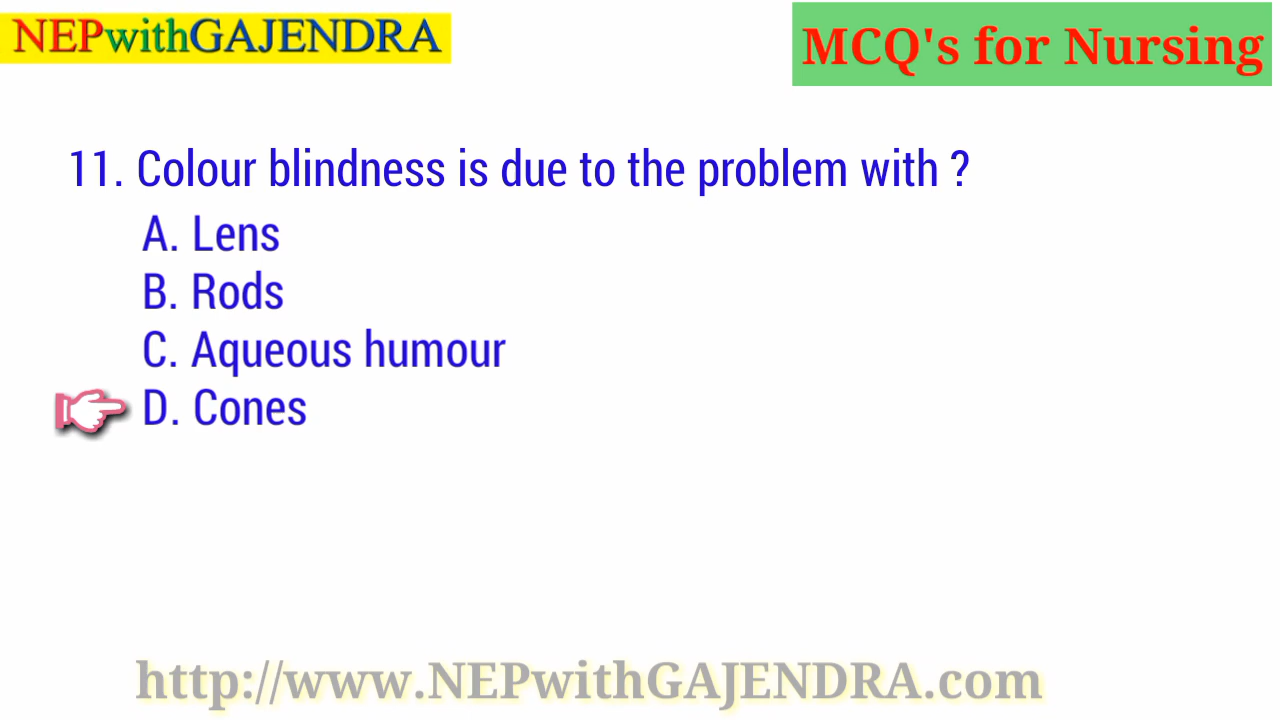 NEPwithGAJENDRA
MCQ's for Nursing
11. Colour blindness is due to the problem with ?
A. Lens
B. Rods
C. Aqueous humour
D. Cones
http://www.NEPwithGAJENDRA.com